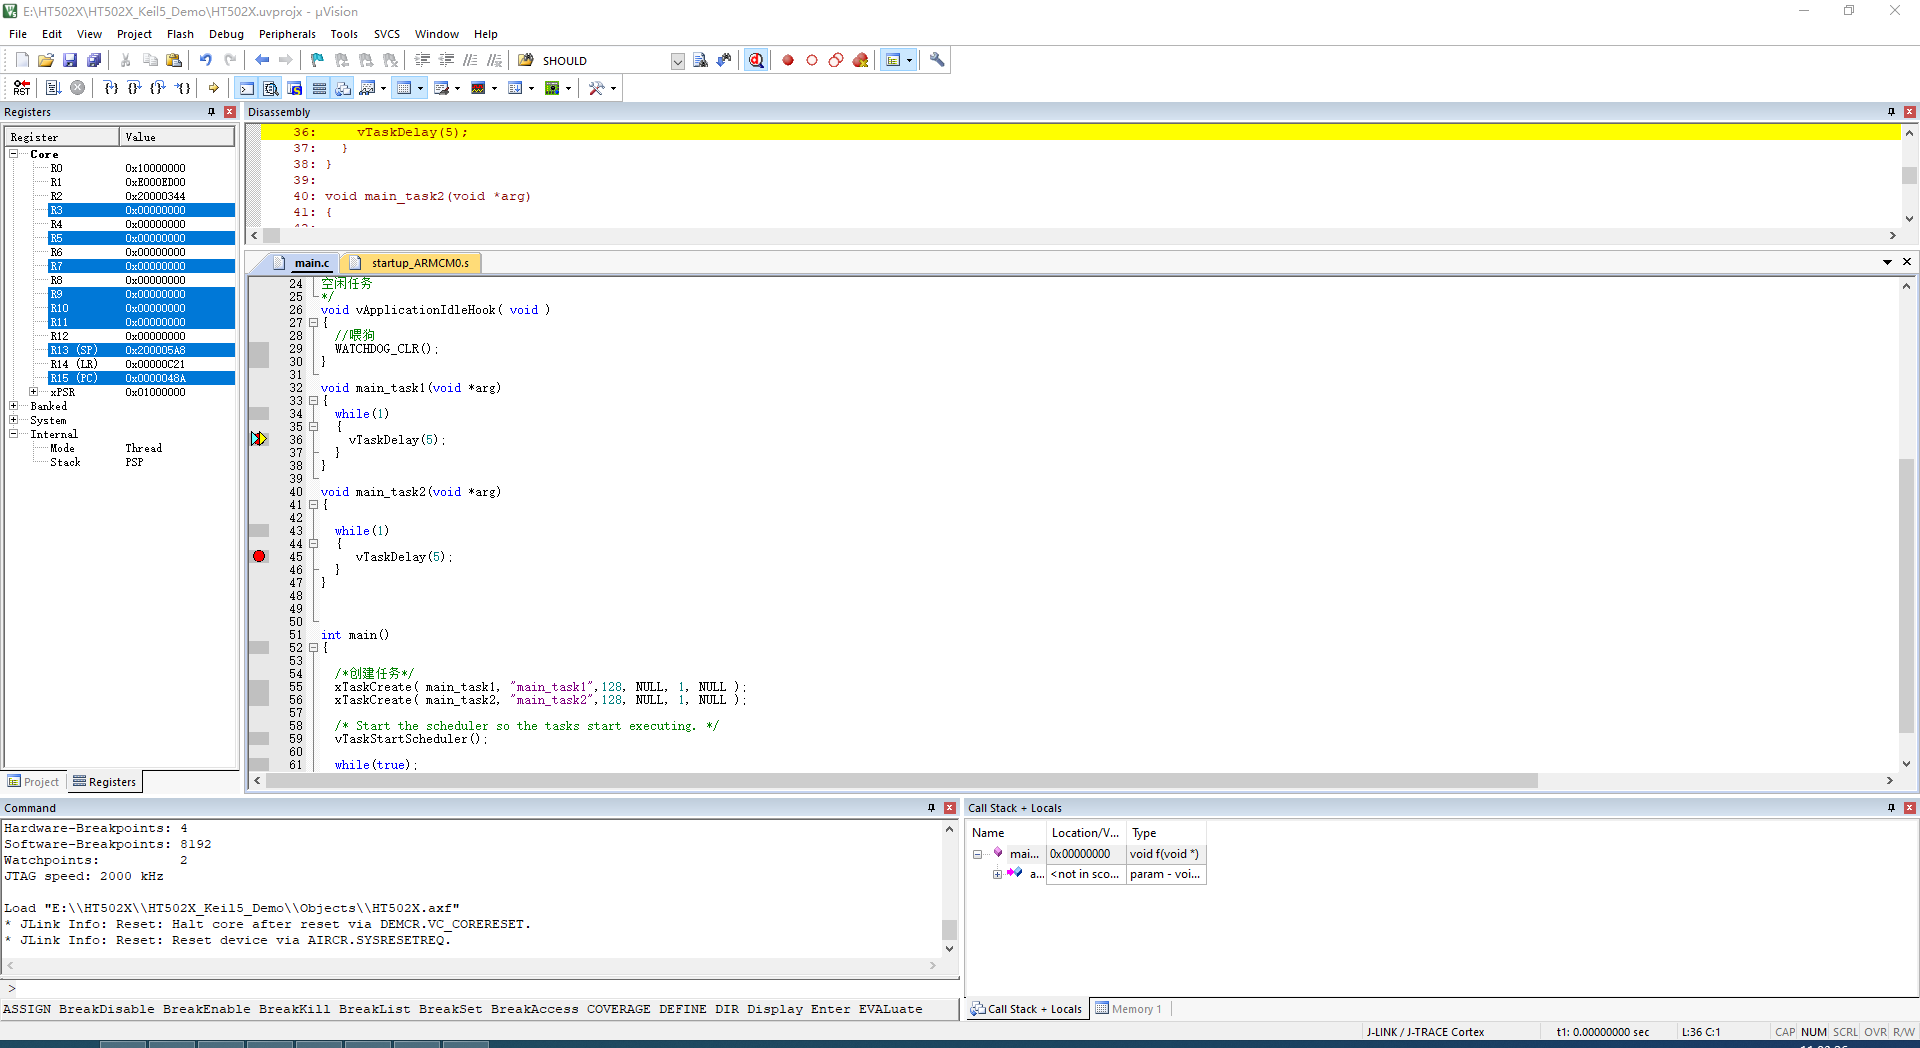 E:\HT502X\HT502X_Keil5_Demo\HT502X.uvprojx - µVision
File Edit View Project Flash Debug Peripherals Tools SVCS Window Help
SHOULD
RST
Registers
Register Value
Core
R0 0x10000000
R1 0xE000ED00
R2 0x20000344
R3 0x00000000
R4 0x00000000
R5 0x00000000
R6 0x00000000
R7 0x00000000
R8 0x00000000
R9 0x00000000
R10 0x00000000
R11 0x00000000
R12 0x00000000
R13 (SP) 0x200005A8
R14 (LR) 0x00000C21
R15 (PC) 0x0000048A
xPSR 0x01000000
Banked
System
Internal
Mode Thread
Stack PSP
Project Registers
Disassembly
36: vTaskDelay(5);
37: }
38: }
39:
40: void main_task2(void *arg)
41: {
main.c startup_ARMCM0.s
24 空闲任务
25 */
26 void vApplicationIdleHook( void )
27 {
28 //喂狗
29 WATCHDOG_CLR();
30 }
31
32 void main_task1(void *arg)
33 {
34 while(1)
35 {
36 vTaskDelay(5);
37 }
38 }
39
40 void main_task2(void *arg)
41 {
42
43 while(1)
44 {
45 vTaskDelay(5);
46 }
47 }
48
49
50
51 int main()
52 {
53
54 /*创建任务*/
55 xTaskCreate( main_task1, "main_task1",128, NULL, 1, NULL );
56 xTaskCreate( main_task2, "main_task2",128, NULL, 1, NULL );
57
58 /* Start the scheduler so the tasks start executing. */
59 vTaskStartScheduler();
60
61 while(true);
Command
Hardware-Breakpoints: 4
Software-Breakpoints: 8192
Watchpoints: 2
JTAG speed: 2000 kHz
Load "E:\\HT502X\\HT502X_Keil5_Demo\\Objects\\HT502X.axf"
* JLink Info: Reset: Halt core after reset via DEMCR.VC_CORERESET.
* JLink Info: Reset: Reset device via AIRCR.SYSRESETREQ.
>
ASSIGN BreakDisable BreakEnable BreakKill BreakList BreakSet BreakAccess COVERAGE DEFINE DIR Display Enter EVALuate
Call Stack + Locals
Name Location/V... Type
mai... 0x00000000 void f(void *)
a... <not in sco... param - voi...
Call Stack + Locals Memory 1
J-LINK / J-TRACE Cortex t1: 0.00000000 sec L:36 C:1 CAP NUM SCRL OVR R/W